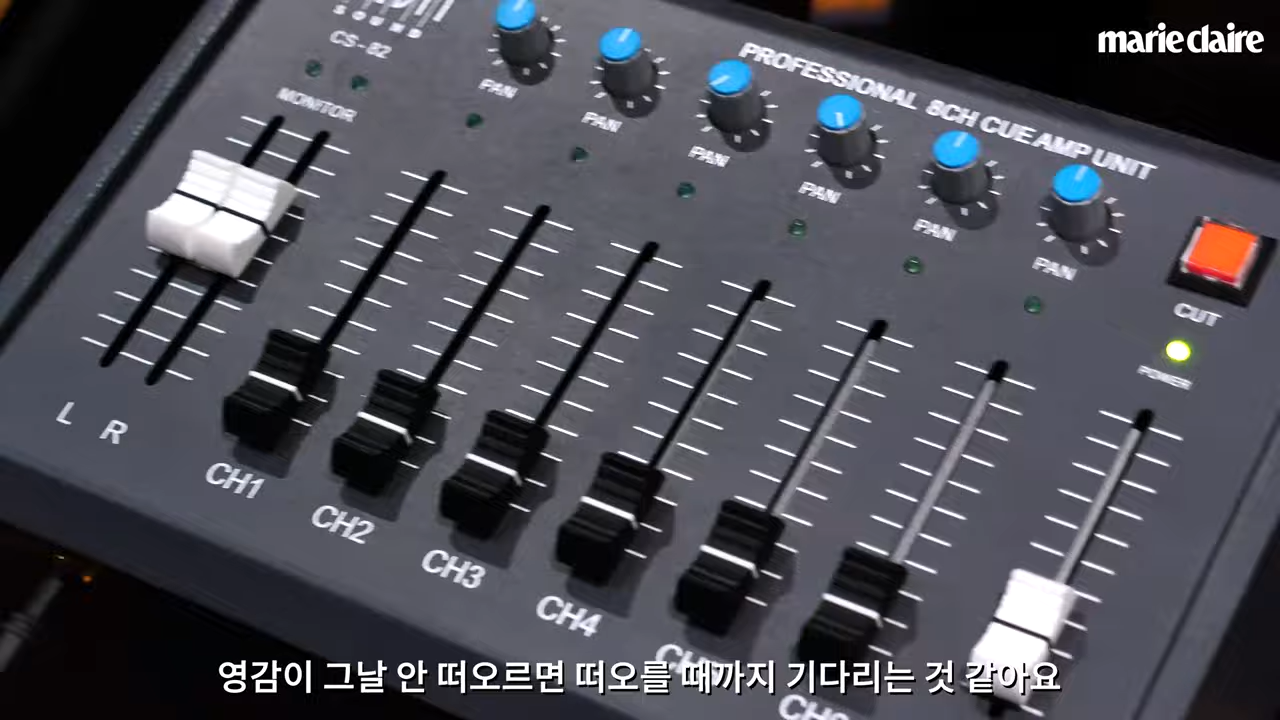 marie claire
SOUND
CS-82
MONITOR
PROFESSIONAL 8CH CUE AMP UNIT
PAN
PAN
PAN
PAN
PAN
PAN
CUT
POWER
L R
CH1
CH2
CH3
CH4
영감이 그날 안 떠오르면 떠오를 때까지 기다리는 것 같아요